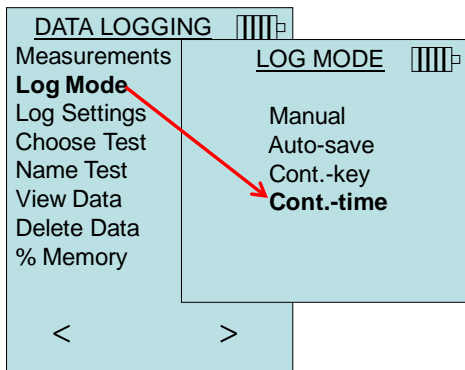 DATA LOGGING
Measurements
Log Mode
Log Settings
Choose Test
Name Test
View Data
Delete Data
% Memory
< >
LOG MODE
Manual
Auto-save
Cont.-key
Cont.-time